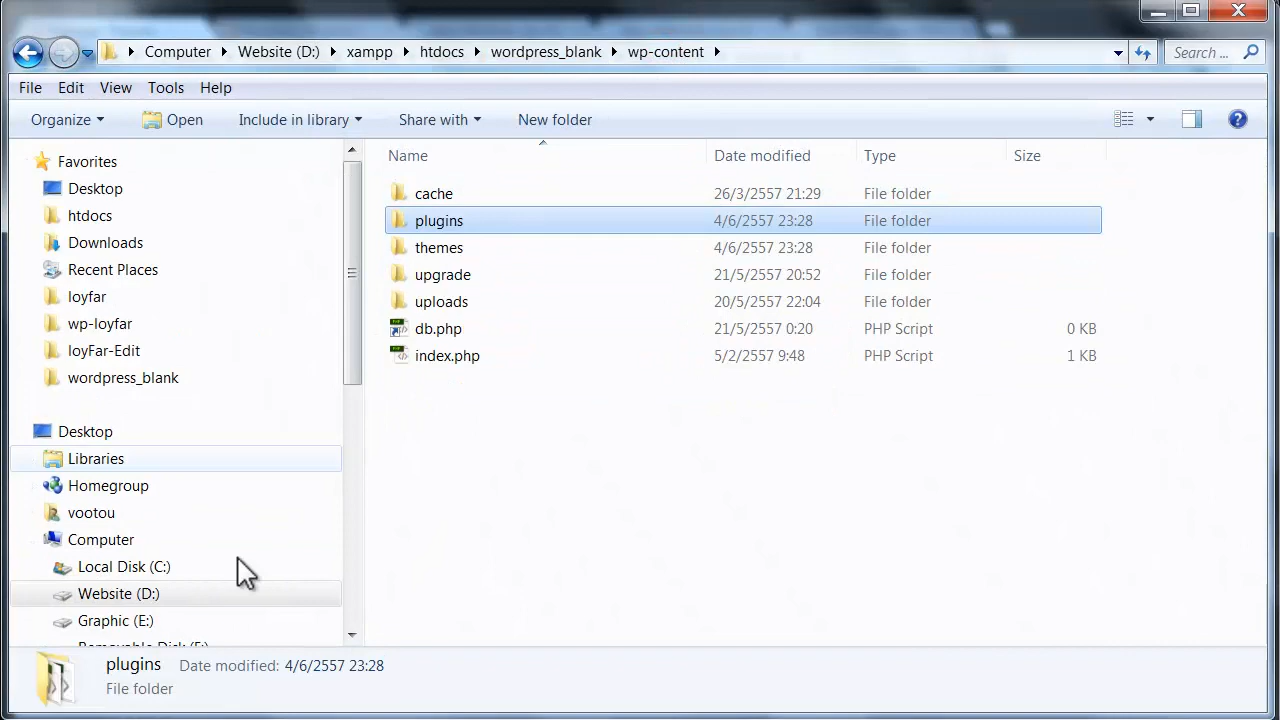 Computer Website (D:) xampp htdocs wordpress_blank wp-content Search ...
File Edit View Tools Help
Organize Open Include in library Share with New folder
Name Date modified Type Size
cache 26/3/2557 21:29 File folder
plugins 4/6/2557 23:28 File folder
themes 4/6/2557 23:28 File folder
upgrade 21/5/2557 20:52 File folder
uploads 20/5/2557 22:04 File folder
db.php 21/5/2557 0:20 PHP Script 0 KB
index.php 5/2/2557 9:48 PHP Script 1 KB
Favorites
Desktop
htdocs
Downloads
Recent Places
loyfar
wp-loyfar
loyFar-Edit
wordpress_blank
Desktop
Libraries
Homegroup
vootou
Computer
Local Disk (C:)
Website (D:)
Graphic (E:)
Removable Disk (F:)
plugins Date modified: 4/6/2557 23:28
File folder